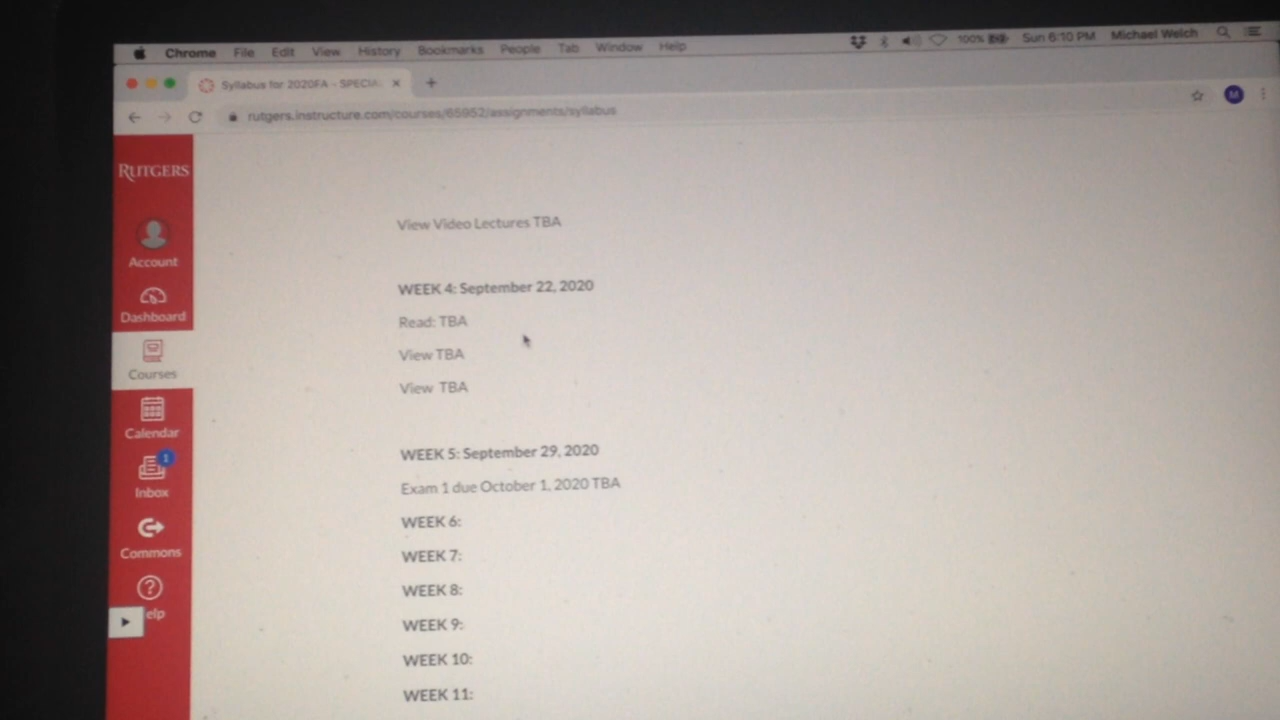 Chrome File Edit View History Bookmarks People Tab Window Help 100% Sun 6:10 PM Michael Welch
Syllabus for 2020FA - SPECIA
rutgers.instructure.com/courses/65952/assignments/syllabus
M
RUTGERS
Account
Dashboard
Courses
Calendar
1
Inbox
Commons
elp
View Video Lectures TBA
WEEK 4: September 22, 2020
Read: TBA
View TBA
View TBA
WEEK 5: September 29, 2020
Exam 1 due October 1, 2020 TBA
WEEK 6:
WEEK 7:
WEEK 8:
WEEK 9:
WEEK 10:
WEEK 11: